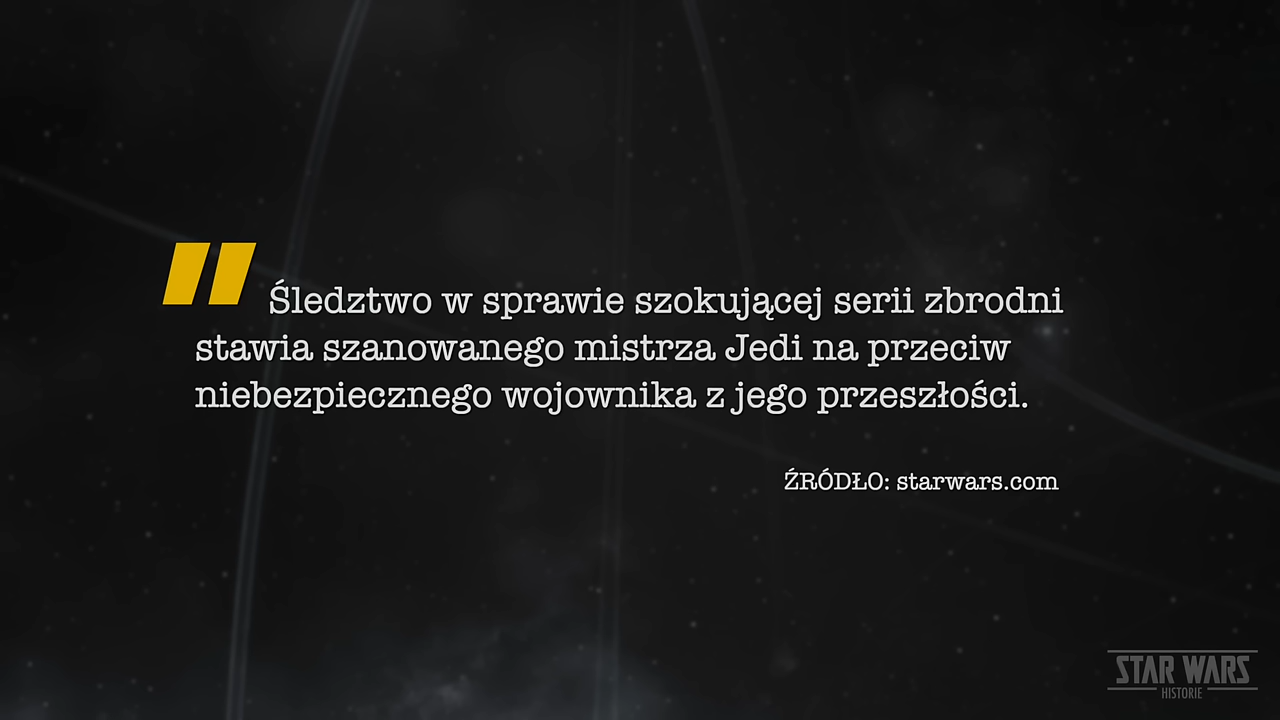 " Śledztwo w sprawie szokującej serii zbrodni
stawia szanowanego mistrza Jedi na przeciw
niebezpiecznego wojownika z jego przeszłości.
ŹRÓDŁO: starwars.com
STAR WARS
HISTORIE